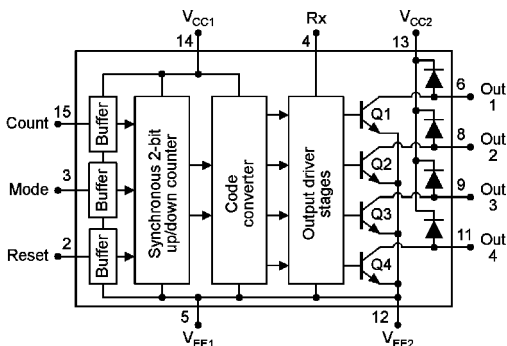 VCC1 Rx VCC2
14 4 13
Count 15 Buffer
Mode 3 Buffer
Reset 2 Buffer
Synchronous 2-bit
up/down counter
Code
converter
Output driver
stages
Q1
Q2
Q3
Q4
6 Out
1
8 Out
2
9 Out
3
11 Out
4
5 12
VEE1 VEE2